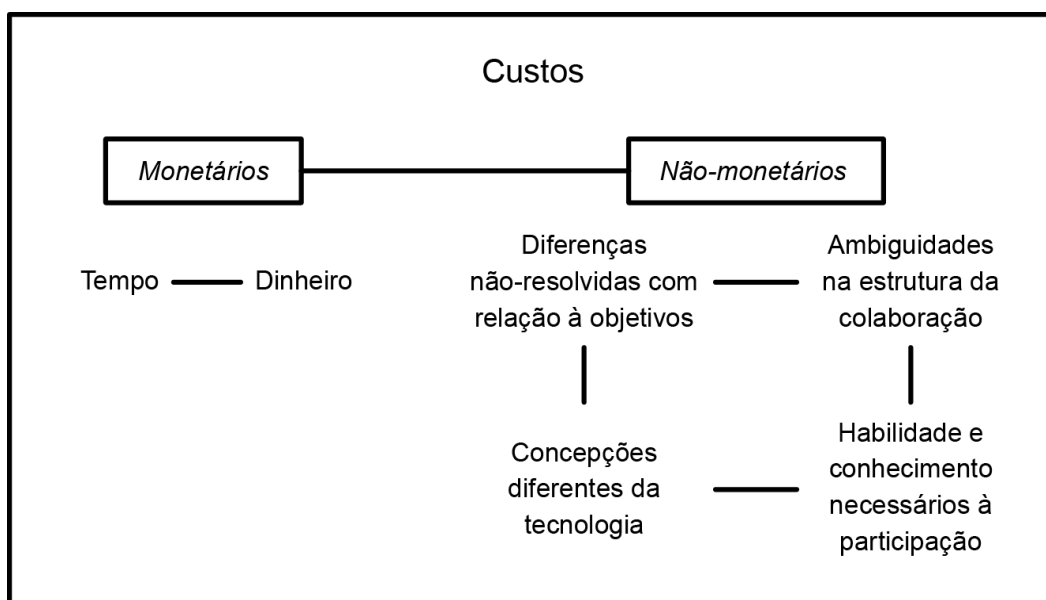 Custos
Monetários
Não-monetários
Tempo
Dinheiro
Diferenças
não-resolvidas com
relação à objetivos
Ambiguidades
na estrutura da
colaboração
Concepções
diferentes da
tecnologia
Habilidade e
conhecimento
necessários à
participação